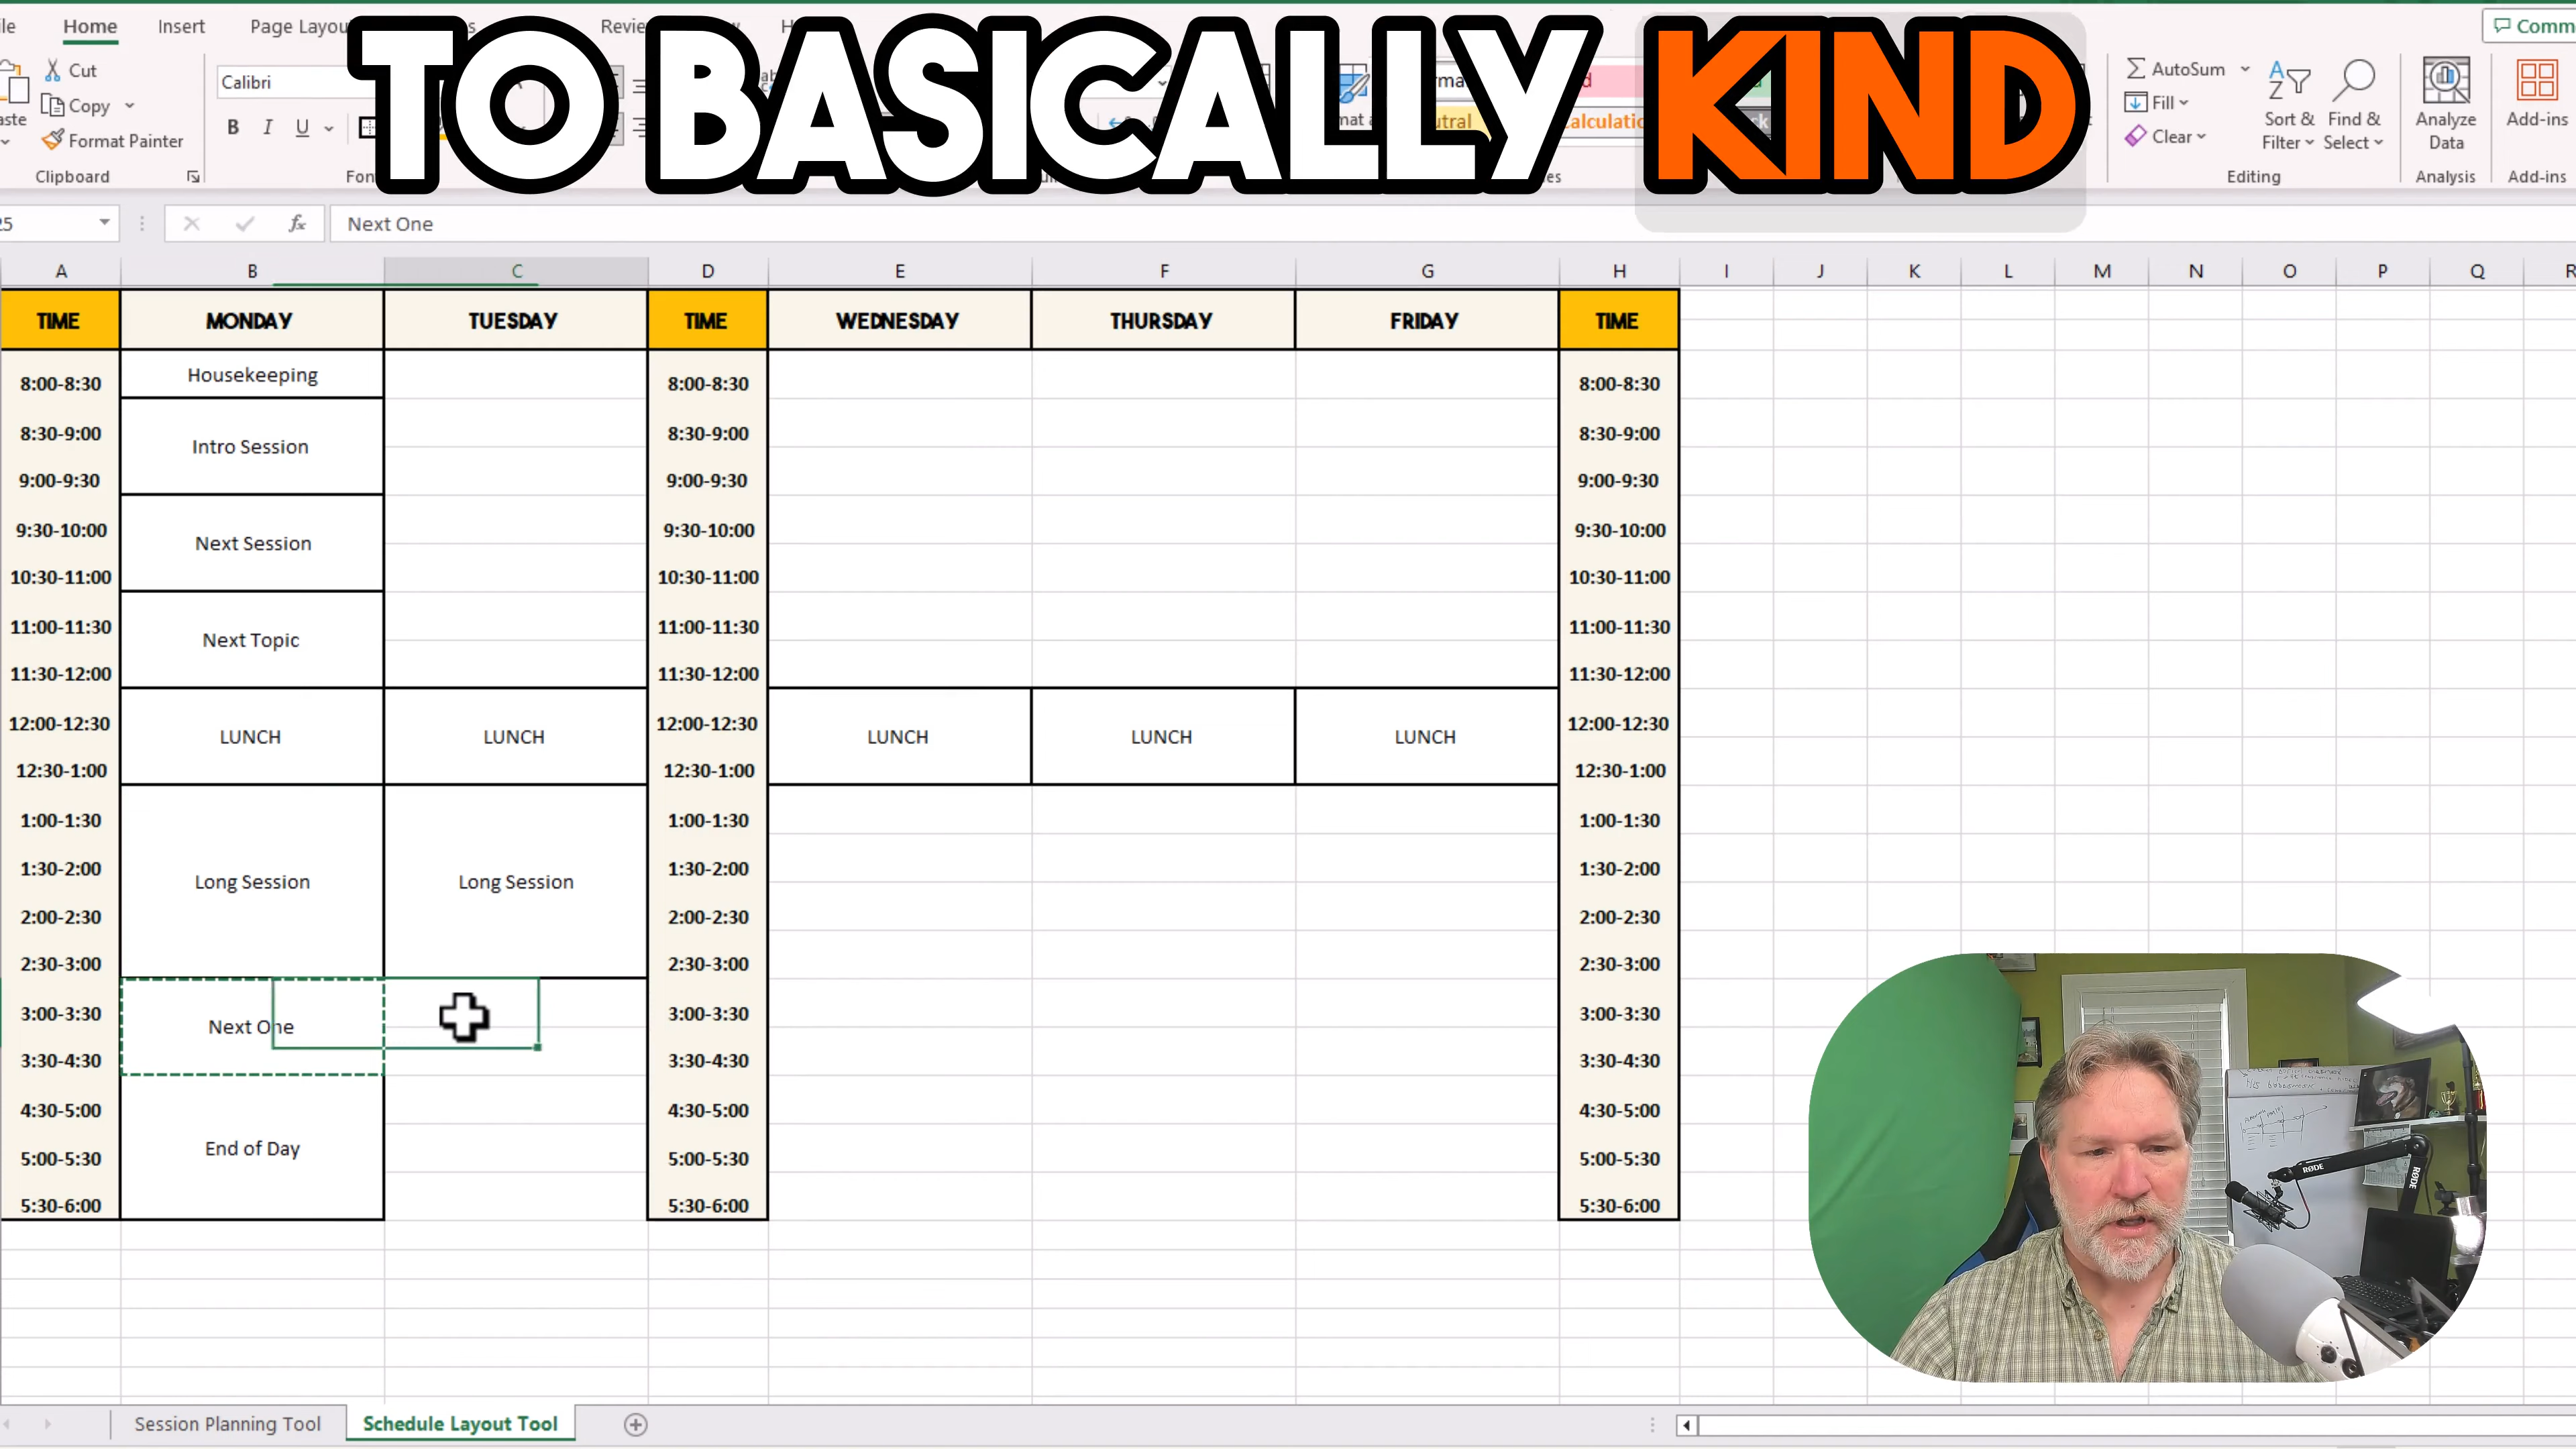 TO BASICALLY KIND
Home Insert
Cut
Copy
Format Painter
Clipboard
Calibri
B I U
AutoSum
Fill
Clear
Sort & Filter
Find & Select
Editing
Analyze Data
Analysis
Add-ins
Add-ins
fx Next One
A B C D E F G H I J K L M N O P Q
TIME MONDAY TUESDAY TIME WEDNESDAY THURSDAY FRIDAY TIME
8:00-8:30 Housekeeping 8:00-8:30 8:00-8:30
8:30-9:00 8:30-9:00 8:30-9:00
Intro Session
9:00-9:30 9:00-9:30 9:00-9:30
9:30-10:00 9:30-10:00 9:30-10:00
Next Session
10:30-11:00 10:30-11:00 10:30-11:00
11:00-11:30 11:00-11:30 11:00-11:30
Next Topic
11:30-12:00 11:30-12:00 11:30-12:00
12:00-12:30 12:00-12:30 12:00-12:30
LUNCH LUNCH LUNCH LUNCH LUNCH
12:30-1:00 12:30-1:00 12:30-1:00
1:00-1:30 1:00-1:30 1:00-1:30
1:30-2:00 1:30-2:00 1:30-2:00
Long Session Long Session
2:00-2:30 2:00-2:30 2:00-2:30
2:30-3:00 2:30-3:00 2:30-3:00
3:00-3:30 3:00-3:30 3:00-3:30
Next One
3:30-4:30 3:30-4:30 3:30-4:30
4:30-5:00 4:30-5:00 4:30-5:00
End of Day
5:00-5:30 5:00-5:30 5:00-5:30
5:30-6:00 5:30-6:00 5:30-6:00
RØDE
RØDE
Session Planning Tool Schedule Layout Tool